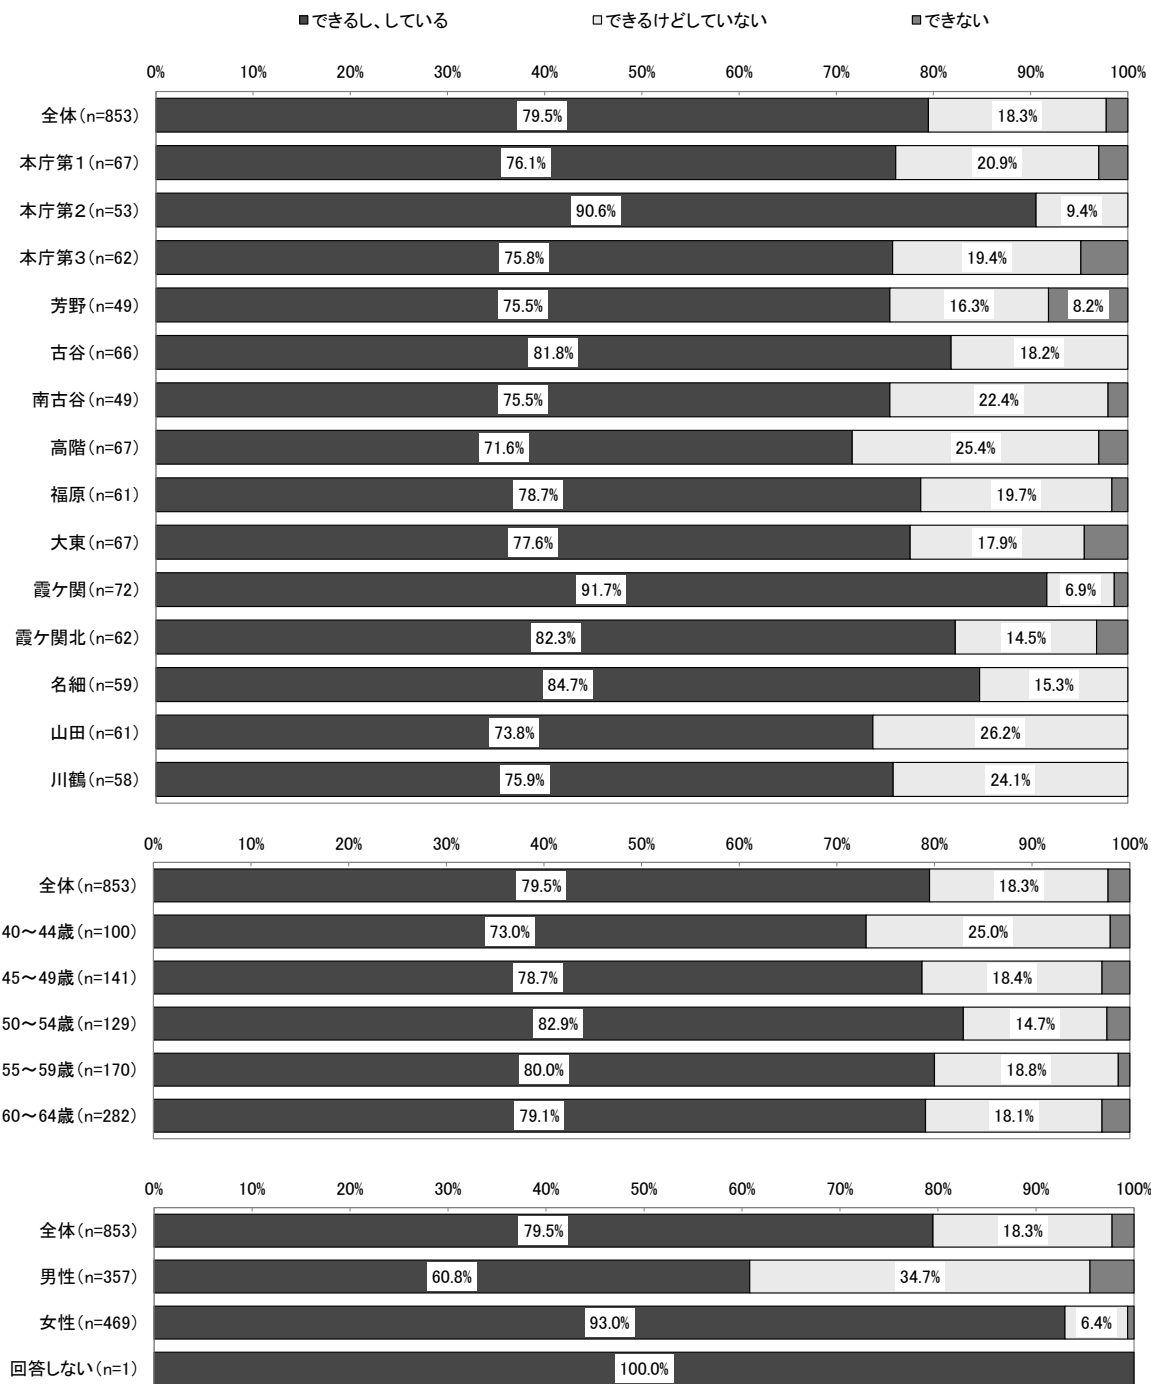 ■できるし、している □できるけどしていない ■できない
0% 10% 20% 30% 40% 50% 60% 70% 80% 90% 100%
全体(n=853) 79.5% 18.3%
本庁第1(n=67) 76.1% 20.9%
本庁第2(n=53) 90.6% 9.4%
本庁第3(n=62) 75.8% 19.4%
芳野(n=49) 75.5% 16.3% 8.2%
古谷(n=66) 81.8% 18.2%
南古谷(n=49) 75.5% 22.4%
高階(n=67) 71.6% 25.4%
福原(n=61) 78.7% 19.7%
大東(n=67) 77.6% 17.9%
霞ケ関(n=72) 91.7% 6.9%
霞ケ関北(n=62) 82.3% 14.5%
名細(n=59) 84.7% 15.3%
山田(n=61) 73.8% 26.2%
川鶴(n=58) 75.9% 24.1%
0% 10% 20% 30% 40% 50% 60% 70% 80% 90% 100%
全体(n=853) 79.5% 18.3%
40～44歳(n=100) 73.0% 25.0%
45～49歳(n=141) 78.7% 18.4%
50～54歳(n=129) 82.9% 14.7%
55～59歳(n=170) 80.0% 18.8%
60～64歳(n=282) 79.1% 18.1%
0% 10% 20% 30% 40% 50% 60% 70% 80% 90% 100%
全体(n=853) 79.5% 18.3%
男性(n=357) 60.8% 34.7%
女性(n=469) 93.0% 6.4%
回答しない(n=1) 100.0%